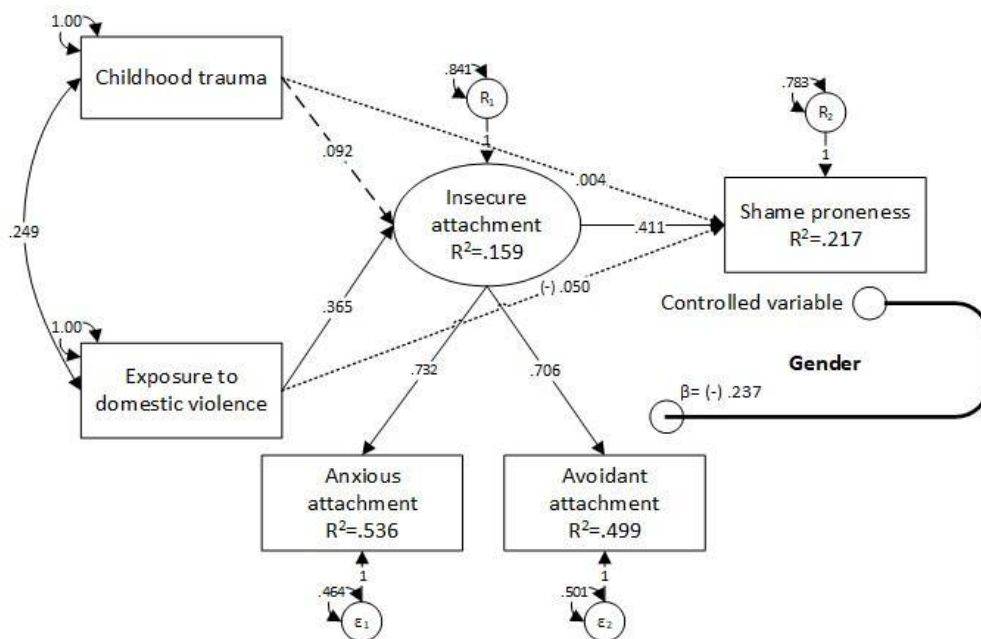 1.00
Childhood trauma
.841
R₁
1
.783
R₂
1
.092
.004
Insecure
attachment
R²=.159
.411
Shame proneness
R²=.217
.249
.365
(-) .050
Controlled variable
1.00
Exposure to
domestic violence
.732
.706
Gender
β= (-) .237
Anxious
attachment
R²=.536
Avoidant
attachment
R²=.499
1
1
.464
ε₁
.501
ε₂